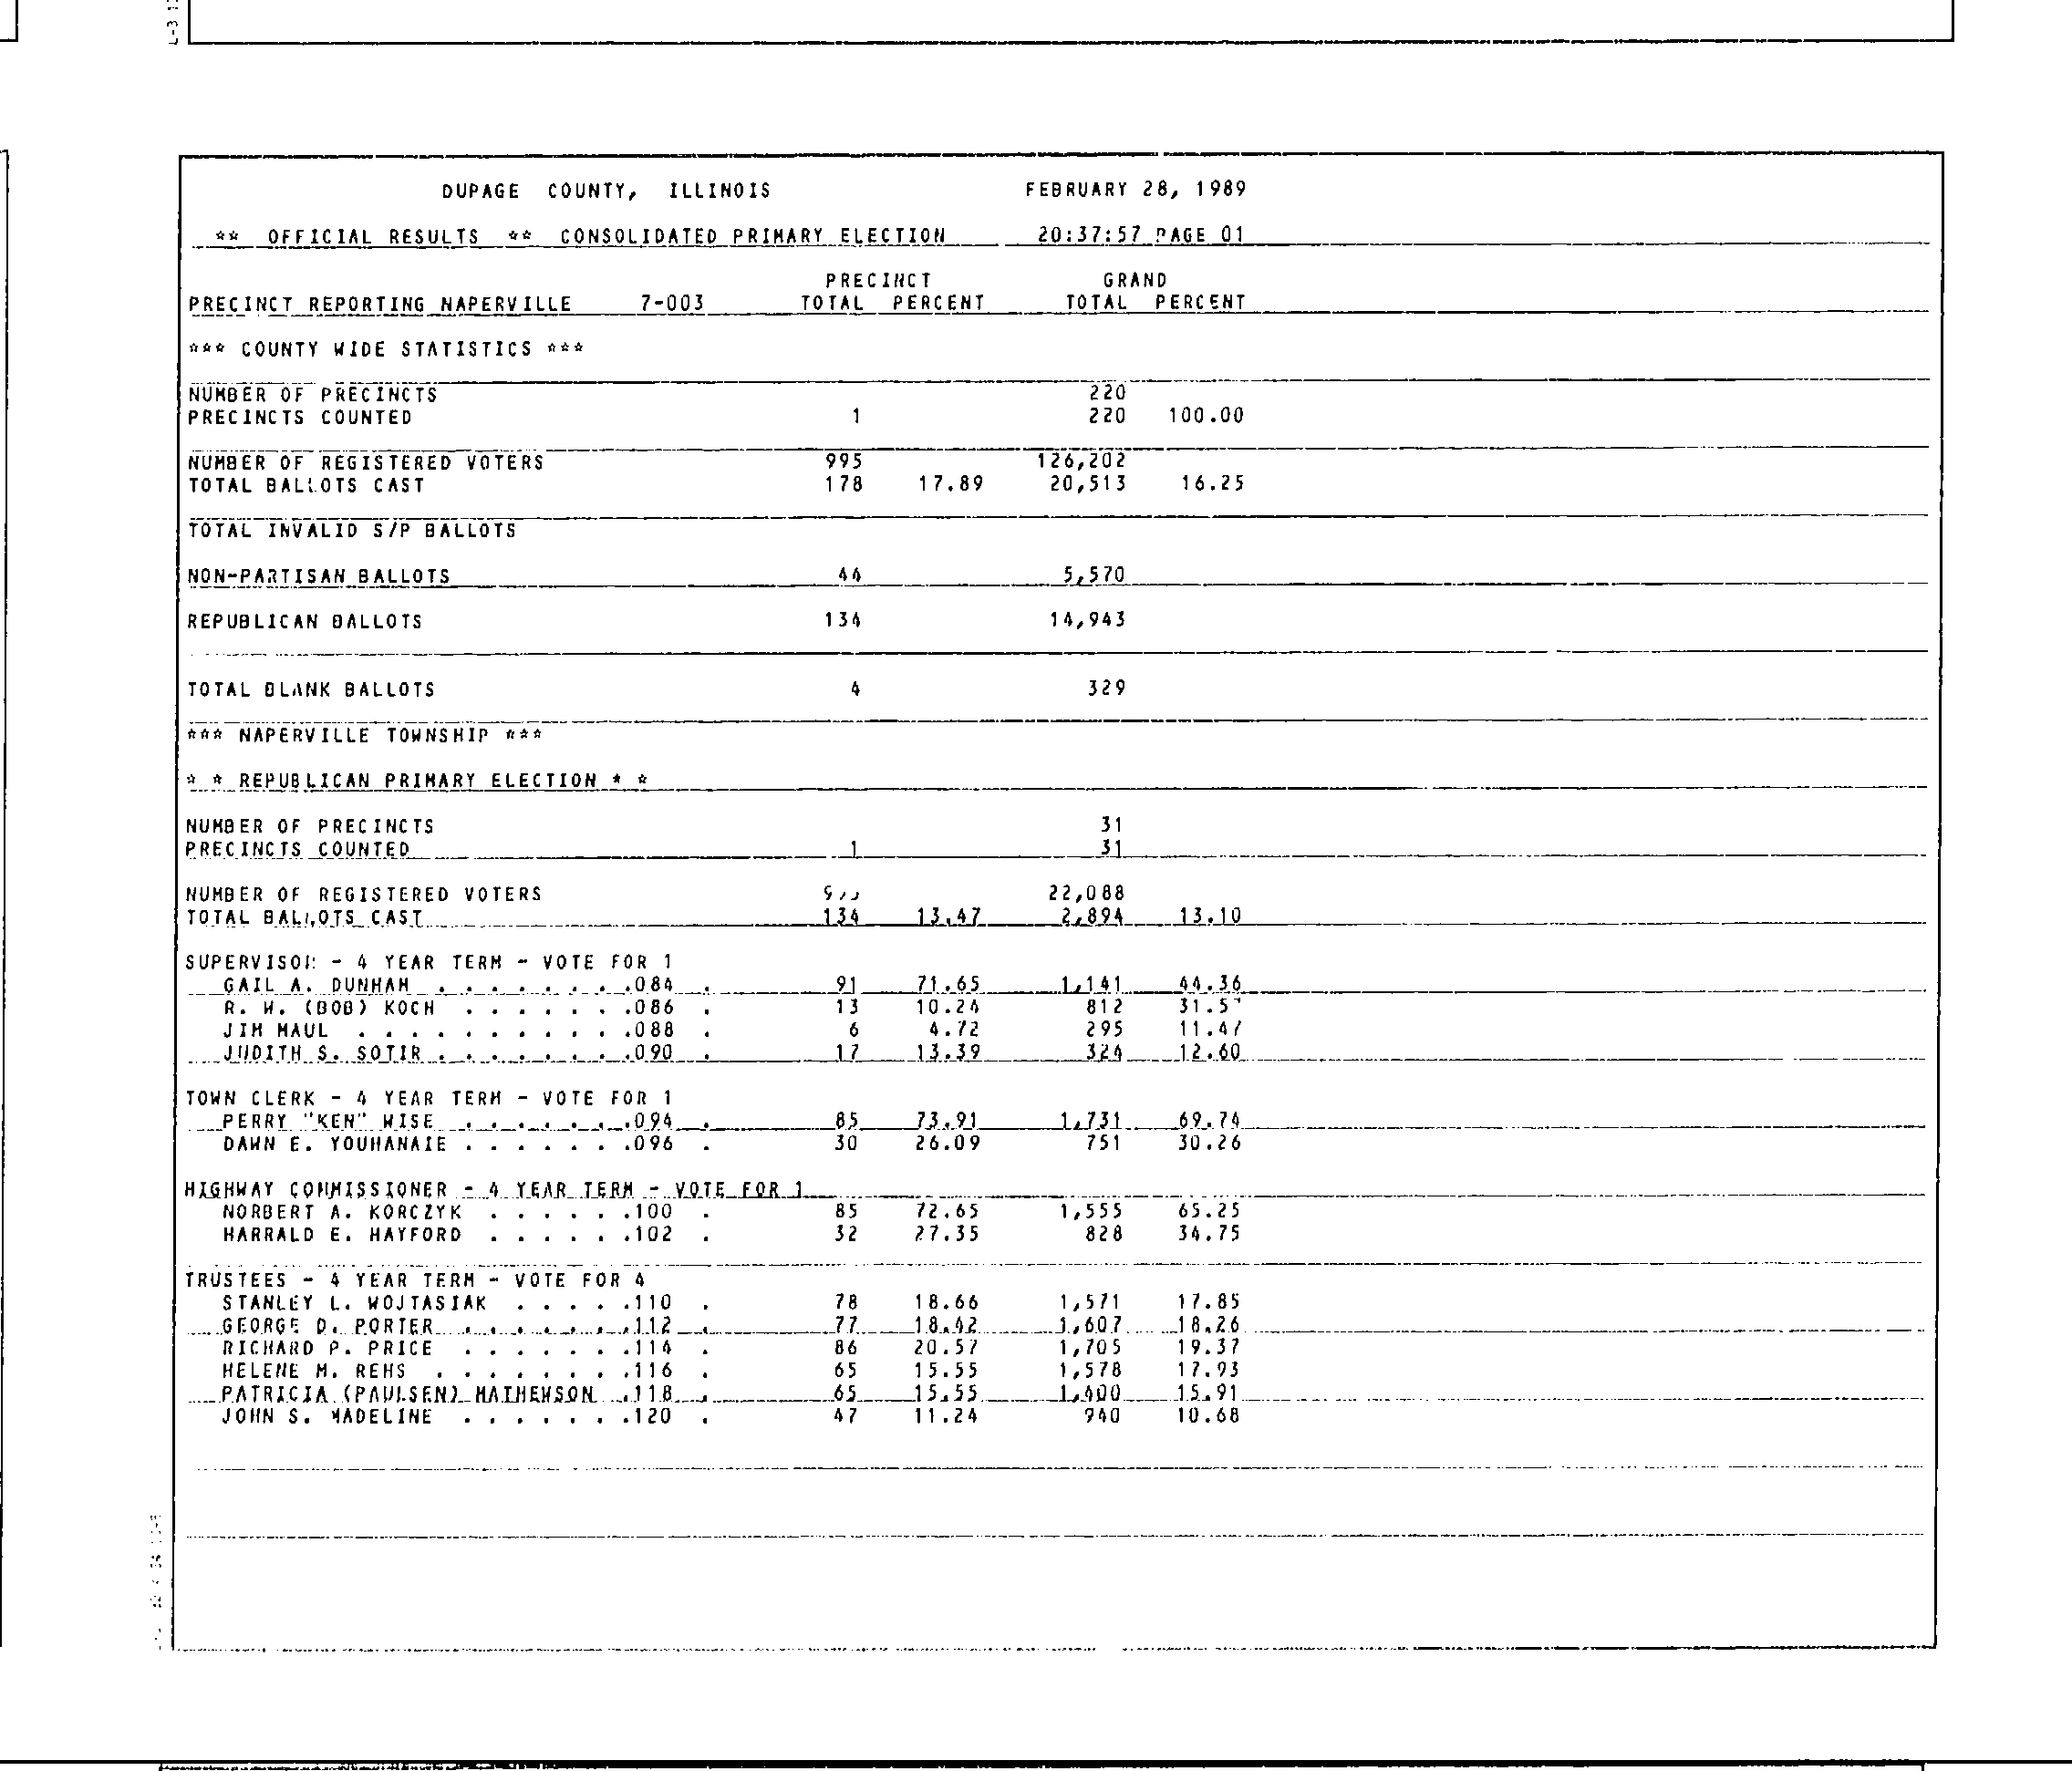 DUPAGE COUNTY, ILLINOIS FEBRUARY 28, 1989
** OFFICIAL RESULTS ** CONSOLIDATED PRIMARY ELECTION 20:37:57 PAGE 01
PRECINCT GRAND
PRECINCT REPORTING NAPERVILLE 7-003 TOTAL PERCENT TOTAL PERCENT
*** COUNTY WIDE STATISTICS ***
NUMBER OF PRECINCTS 220
PRECINCTS COUNTED 1 220 100.00
NUMBER OF REGISTERED VOTERS 995 126,202
TOTAL BALLOTS CAST 178 17.89 20,513 16.25
TOTAL INVALID S/P BALLOTS
NON-PARTISAN BALLOTS 44 5,570
REPUBLICAN BALLOTS 134 14,943
TOTAL BLANK BALLOTS 4 329
*** NAPERVILLE TOWNSHIP ***
* * REPUBLICAN PRIMARY ELECTION * *
NUMBER OF PRECINCTS 31
PRECINCTS COUNTED 1 31
NUMBER OF REGISTERED VOTERS 22,088
TOTAL BALLOTS CAST 134 13.47 2,894 13.10
SUPERVISOR - 4 YEAR TERM - VOTE FOR 1
GAIL A. DUNHAM . . . . . . . .084 . 91 71.65 1,141 44.36
R. W. (BOB) KOCH . . . . . . .086 . 13 10.24 812
JIM MAUL . . . . . . . . . . .088 . 6 4.72 295 11.47
JUDITH S. SOTIR . . . . . . . .090 . 17 13.39 324 12.60
TOWN CLERK - 4 YEAR TERM - VOTE FOR 1
PERRY "KEN" WISE . . . . . . .094 . 85 73.91 1,731 69.74
DAWN E. YOUHANAIE . . . . . . .096 . 30 26.09 751 30.26
HIGHWAY COMMISSIONER - 4 YEAR TERM - VOTE FOR 1
NORBERT A. KORCZYK . . . . . .100 . 85 72.65 1,555 65.25
HARRALD E. HAYFORD . . . . . .102 . 32 27.35 828 34.75
TRUSTEES - 4 YEAR TERM - VOTE FOR 4
STANLEY L. WOJTASIAK . . . . .110 . 78 18.66 1,571 17.85
GEORGE D. PORTER . . . . . . .112 . 77 18.42 1,607 18.26
RICHARD P. PRICE . . . . . . .114 . 86 20.57 1,705 19.37
HELENE M. REHS . . . . . . . .116 . 65 15.55 1,578 17.93
PATRICIA (PAULSEN) MATHEWSON .118 . 65 15.55 1,400 15.91
JOHN S. MADELINE . . . . . . .120 . 47 11.24 940 10.68